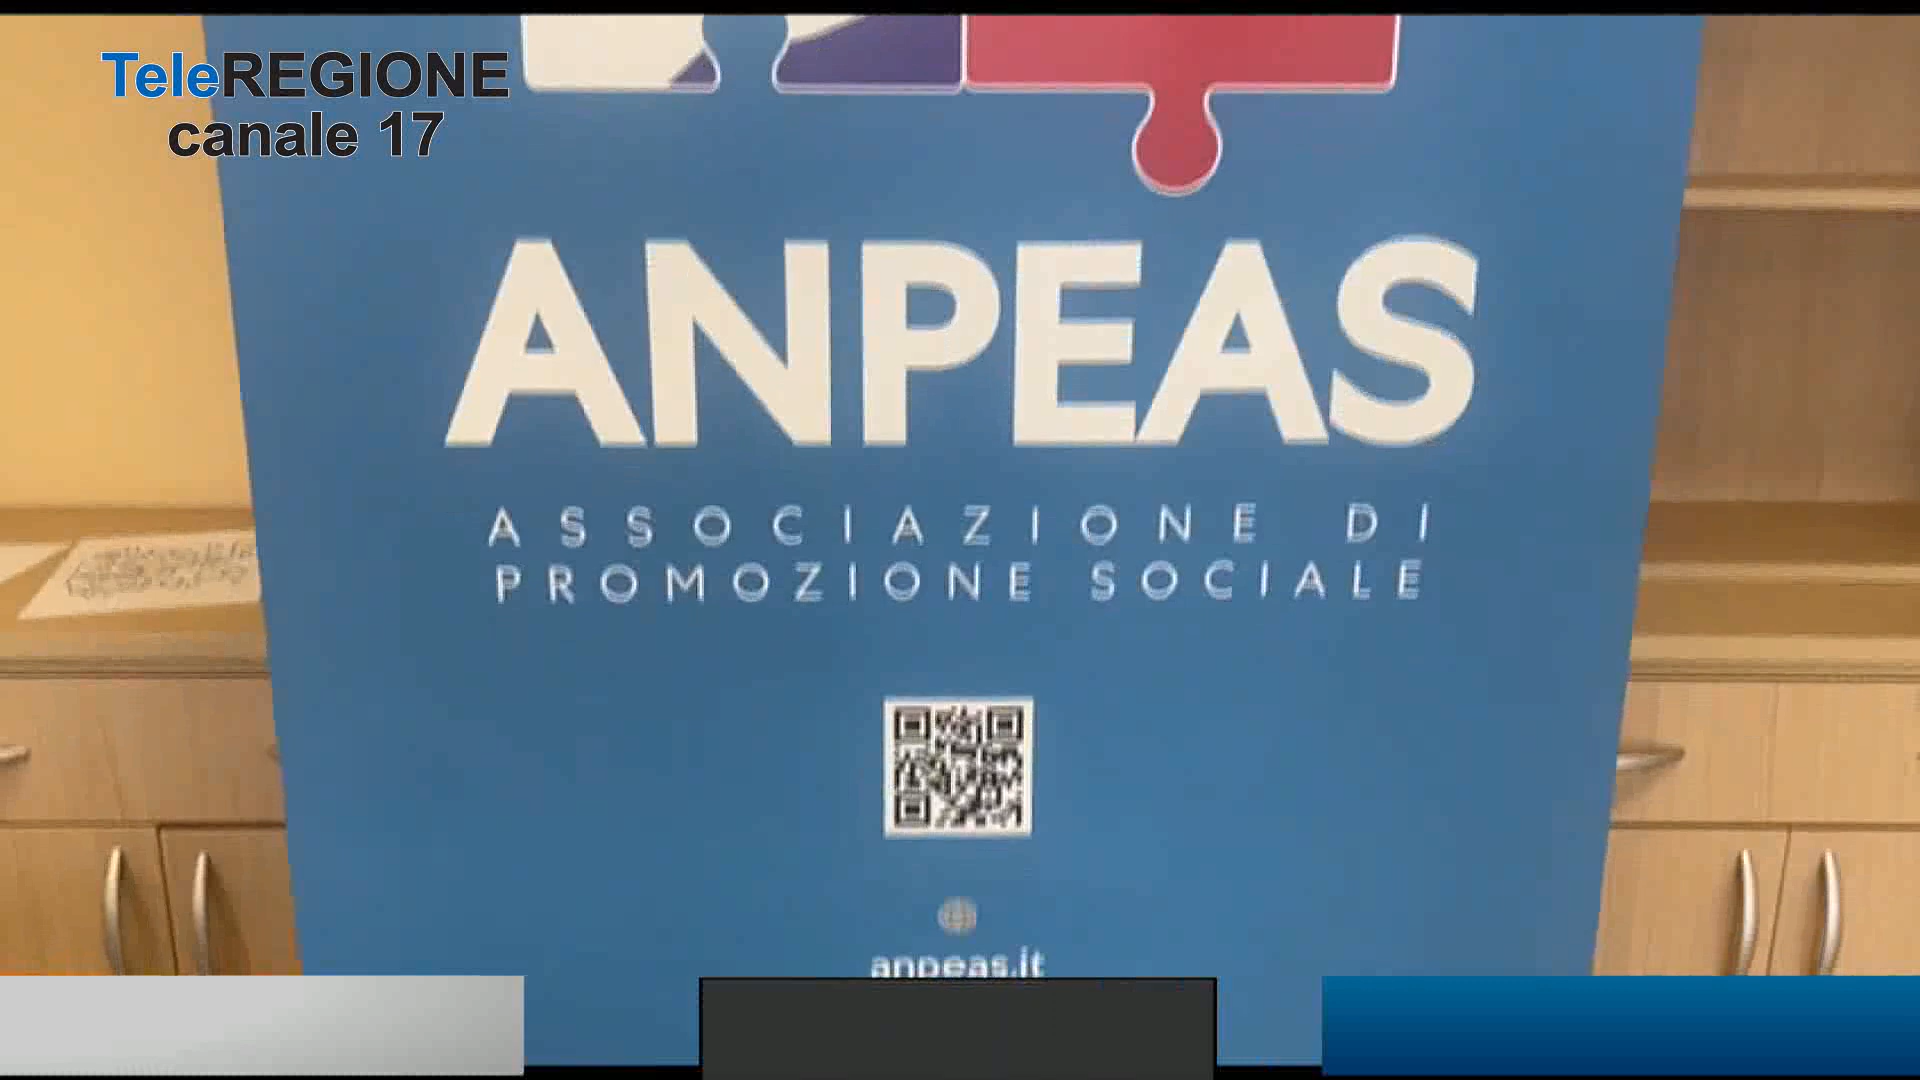 TeleREGIONE
canale 17
ANPEAS
ASSOCIAZIONE DI
PROMOZIONE SOCIALE
anpeas.it